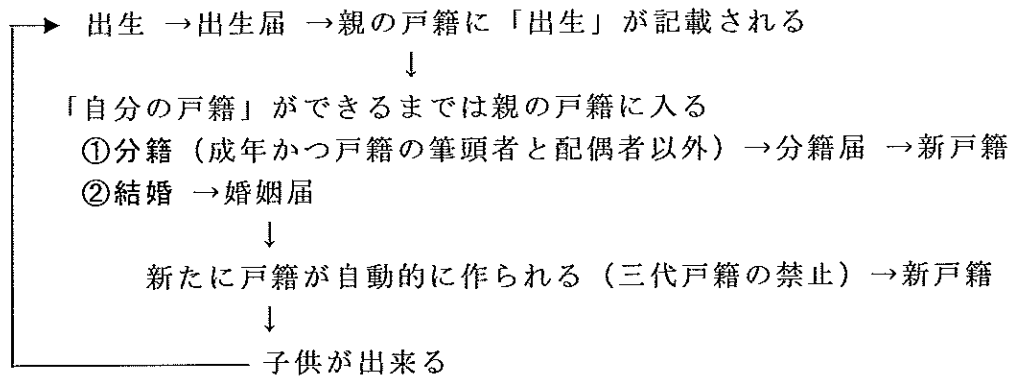 出生 →出生届 →親の戸籍に「出生」が記載される
↓
「自分の戸籍」ができるまでは親の戸籍に入る
①分籍（成年かつ戸籍の筆頭者と配偶者以外）→分籍届 →新戸籍
②結婚 →婚姻届
↓
新たに戸籍が自動的に作られる（三代戸籍の禁止）→新戸籍
↓
子供が出来る